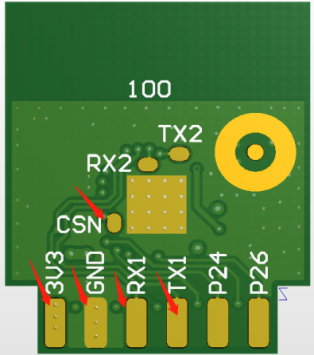 100
TX2
RX2
CSN
3V3
GND
RX1
TX1
P24
P26